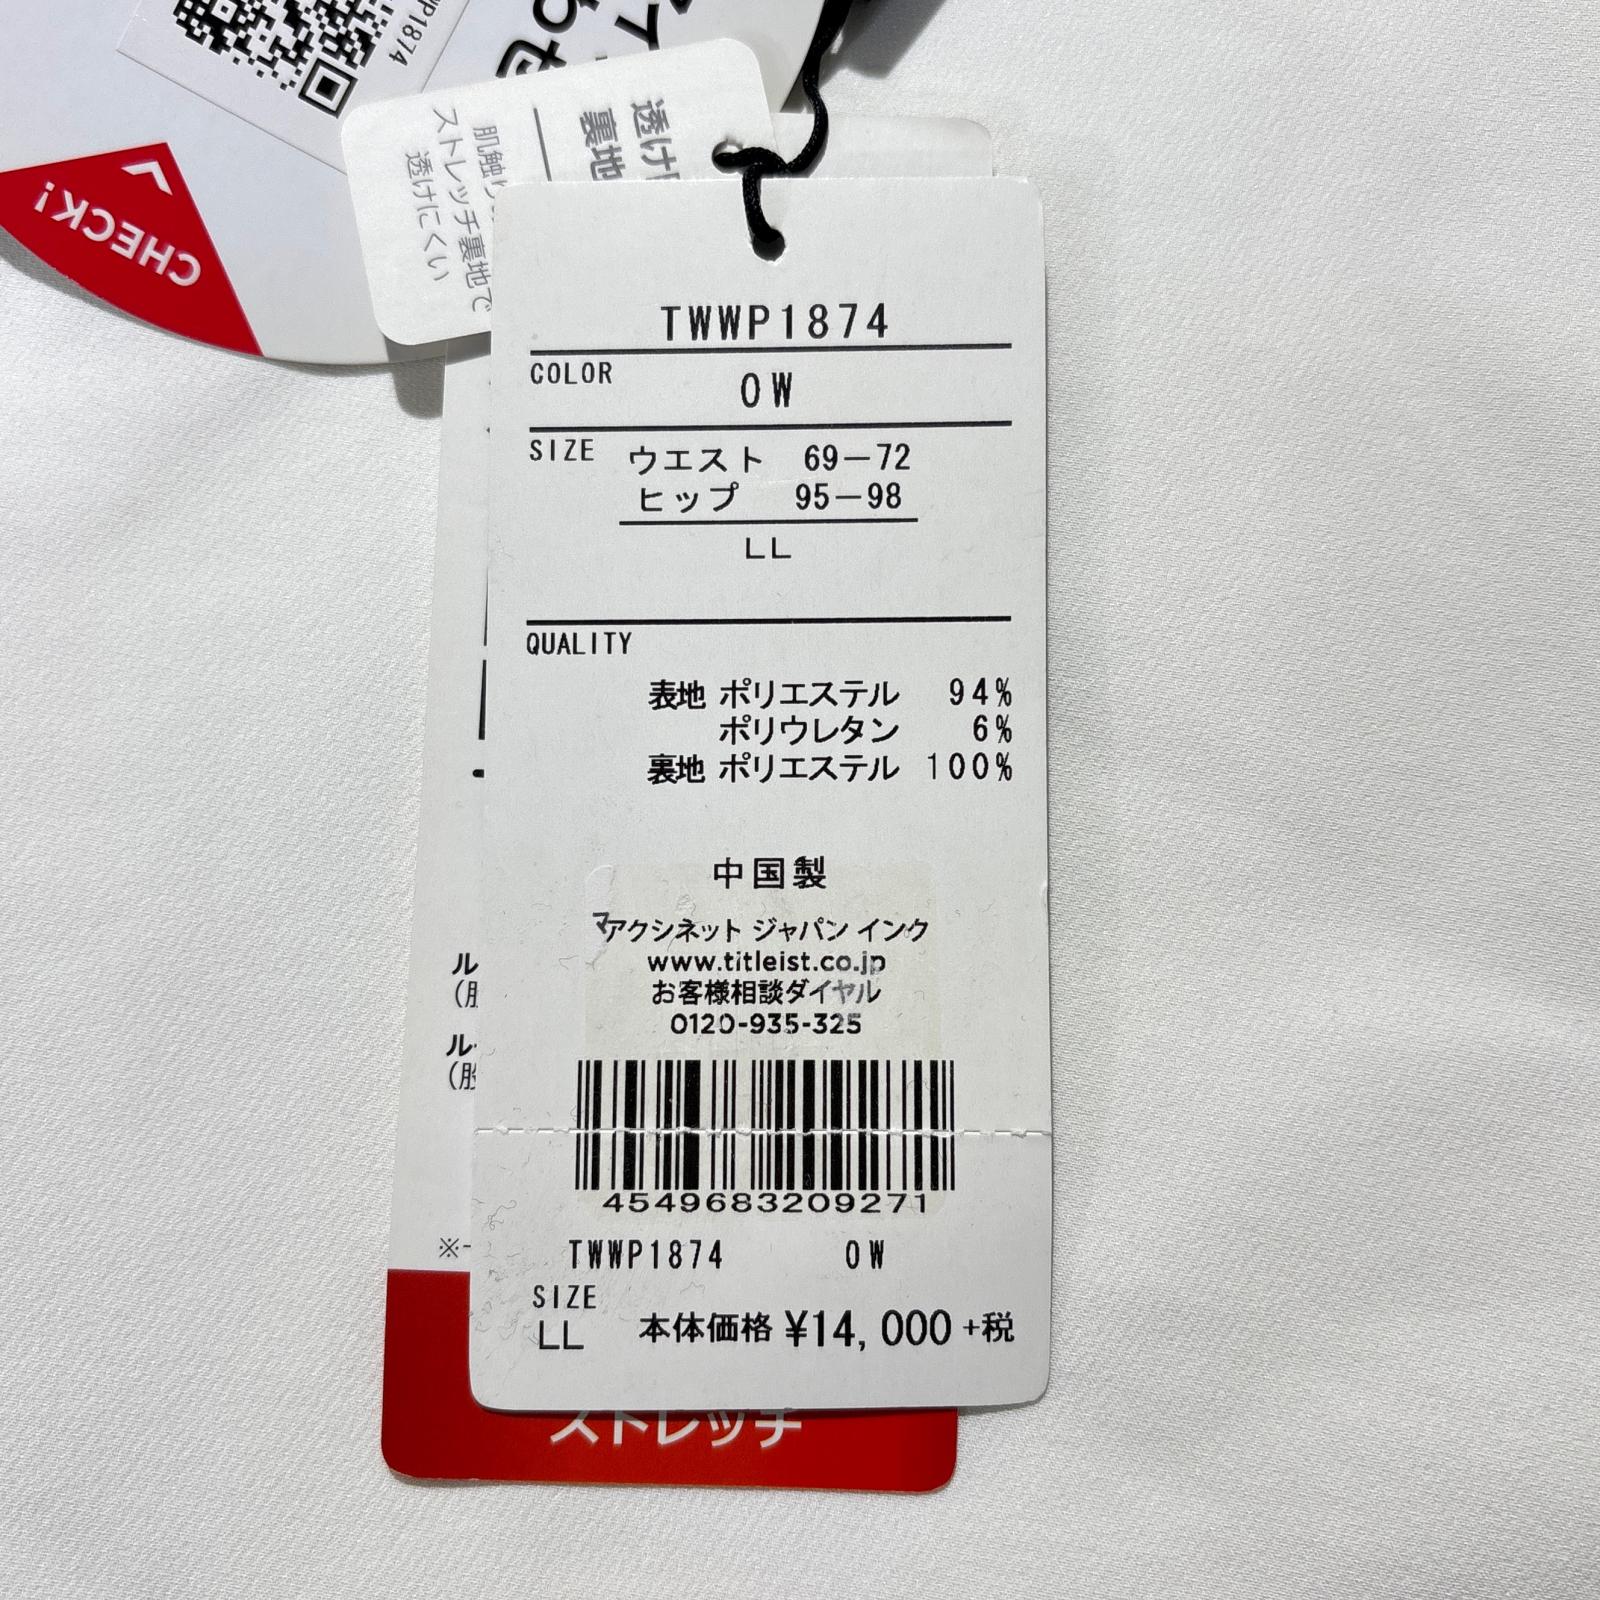 WP1874
わせ
CHECK!
透け
裏地
肌触り
ストレッチ裏地で
透けにくい
TWWP1874
COLOR OW
SIZE ウエスト 69-72
ヒップ 95-98
LL
QUALITY
表地 ポリエステル 94%
ポリウレタン 6%
裏地 ポリエステル 100%
中国製
アクシネット ジャパン インク
www.titleist.co.jp
お客様相談ダイヤル
0120-935-325
4549683209271
TWWP1874 OW
SIZE
LL 本体価格 ¥14,000+税
ストレッチ